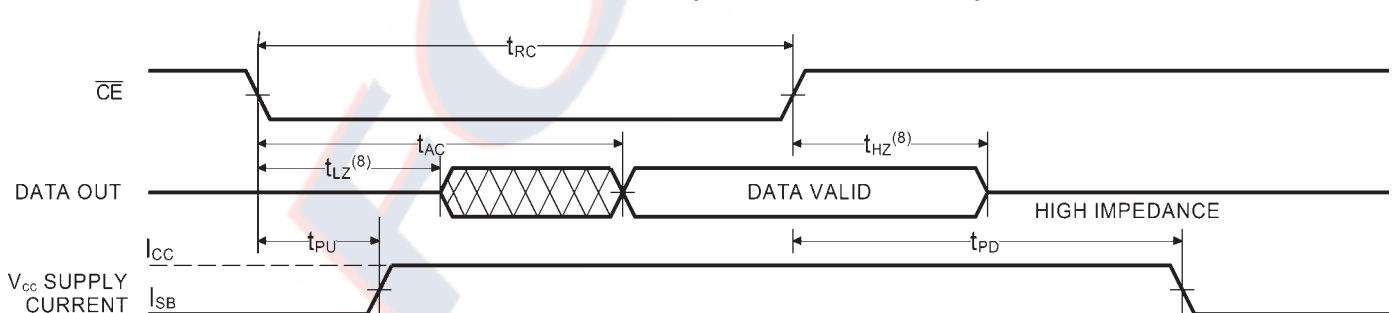 tRC
CE
tAC
tHZ(8)
tLZ(8)
DATA OUT
DATA VALID
HIGH IMPEDANCE
tPU
tPD
ICC
Vcc SUPPLY
CURRENT
ISB